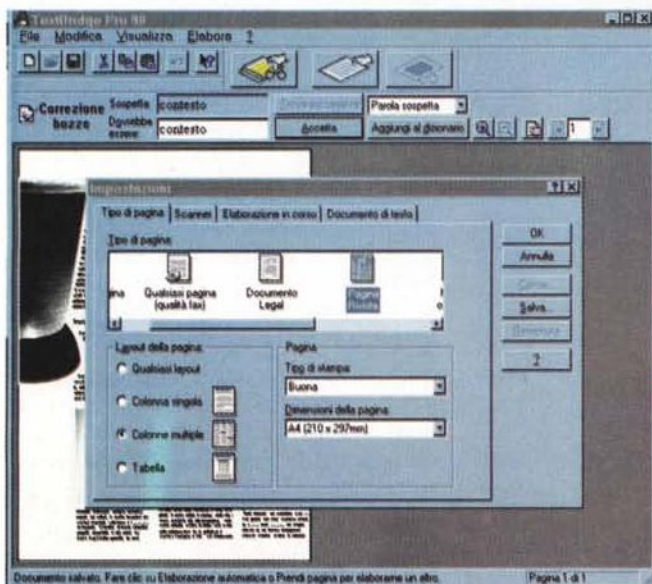 TextBridge Pro 98
File Modifica Visualizza Elabora ?
Correzione bozze
Sospetta contesto
Parola sospetta
Dovrebbe essere contesto
Accetta
Aggiungi al dizionario
1
Impostazioni
Tipo di pagina Scanner Elaborazione in corso Documento di testo
Tipo di pagina:
gina
Qualsiasi pagina (qualità fax)
Documento Legal
Pagina Rivista
OK
Annulla
Salva...
?
Layout della pagina:
Qualsiasi layout
Colonna singola
Colonne multiple
Tabella
Pagina
Tipo di stampa:
Buona
Dimensioni della pagina:
A4 (210 x 297mm)
Documento salvato. Fare clic su Elaborazione automatica o Prendi pagina per elaborarne un altro.
Pagina 1 di 1